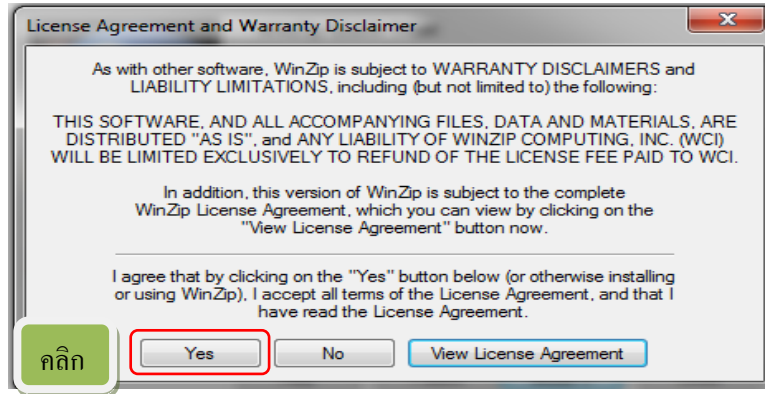 License Agreement and Warranty Disclaimer
As with other software, WinZip is subject to WARRANTY DISCLAIMERS and
LIABILITY LIMITATIONS, including (but not limited to) the following:
THIS SOFTWARE, AND ALL ACCOMPANYING FILES, DATA AND MATERIALS, ARE
DISTRIBUTED "AS IS", and ANY LIABILITY OF WINZIP COMPUTING, INC. (WCI)
WILL BE LIMITED EXCLUSIVELY TO REFUND OF THE LICENSE FEE PAID TO WCI.
In addition, this version of WinZip is subject to the complete
WinZip License Agreement, which you can view by clicking on the
"View License Agreement" button now.
I agree that by clicking on the "Yes" button below (or otherwise installing
or using WinZip), I accept all terms of the License Agreement, and that I
have read the License Agreement.
คลิก Yes No View License Agreement